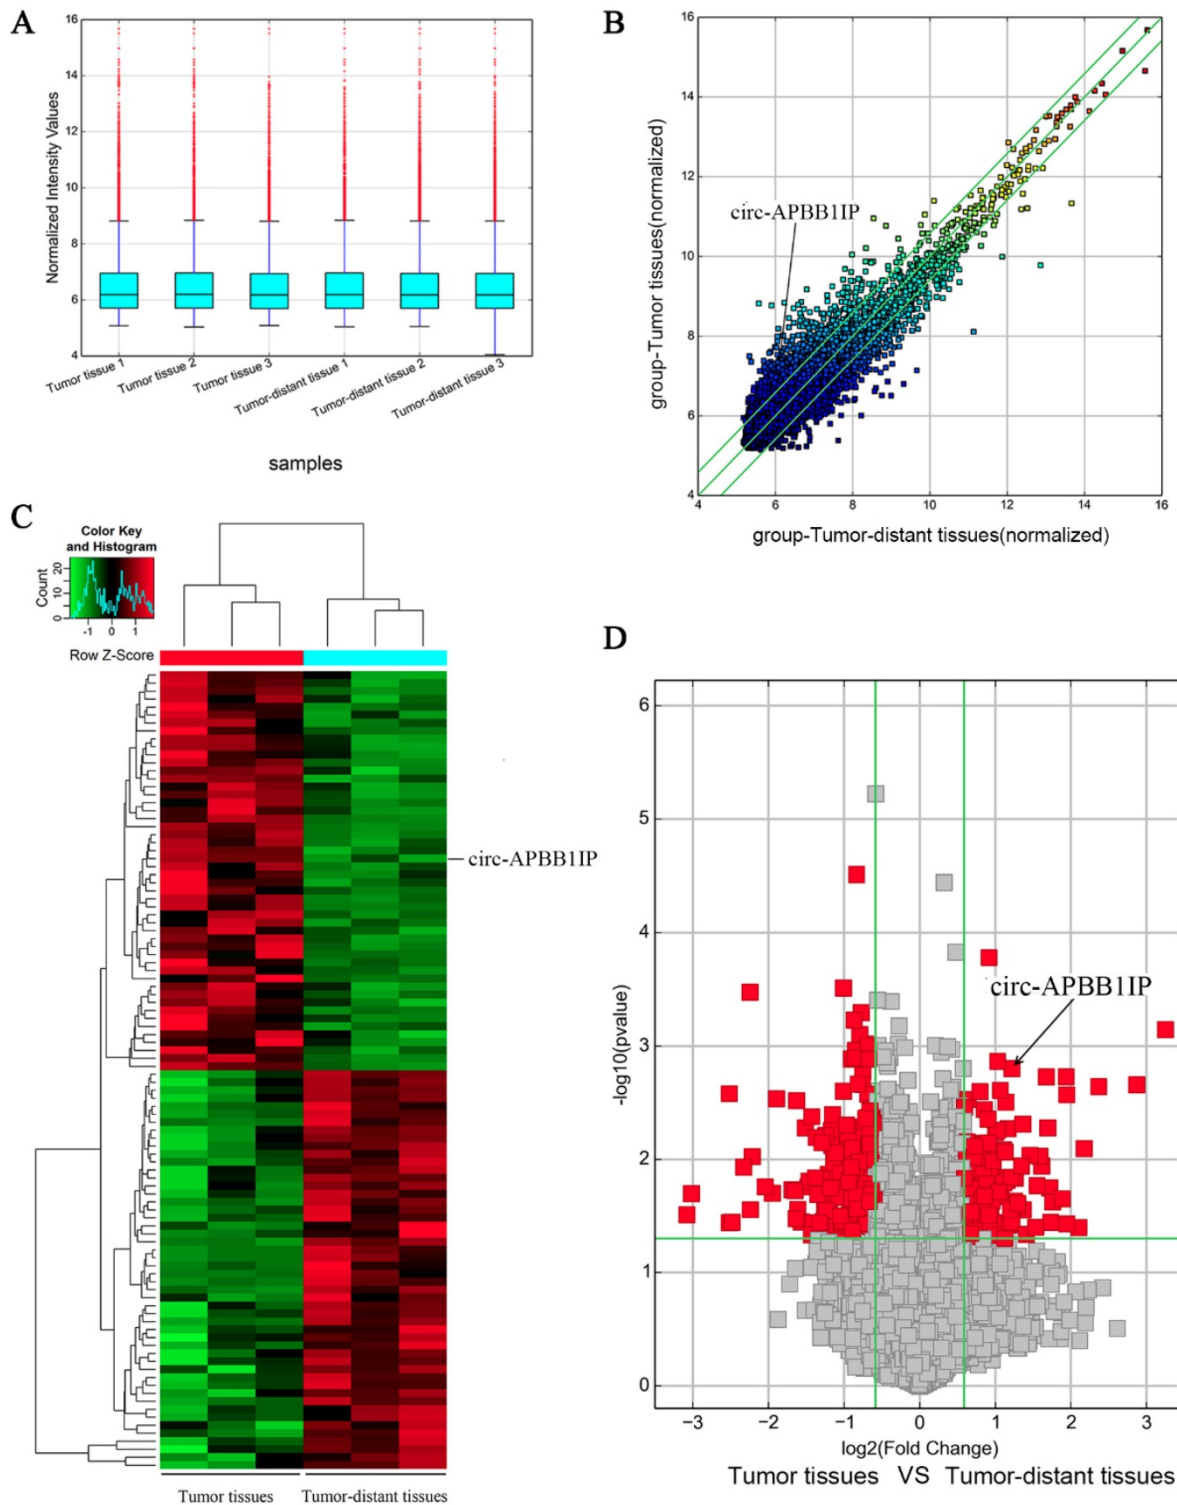 A
Normalized Intensity Values
16
14
12
10
8
6
4
Tumor tissue 1
Tumor tissue 2
Tumor tissue 3
Tumor-distant tissue 1
Tumor-distant tissue 2
Tumor-distant tissue 3
samples
B
group-Tumor tissues(normalized)
16
14
12
10
8
6
4
circ-APBB1IP
4 6 8 10 12 14 16
group-Tumor-distant tissues(normalized)
C
Color Key
and Histogram
Count
20
10
0
-1 0 1
Row Z-Score
circ-APBB1IP
Tumor tissues Tumor-distant tissues
D
-log10(pvalue)
6
5
4
3
2
1
0
circ-APBB1IP
−3 −2 −1 0 1 2 3
log2(Fold Change)
Tumor tissues VS Tumor-distant tissues